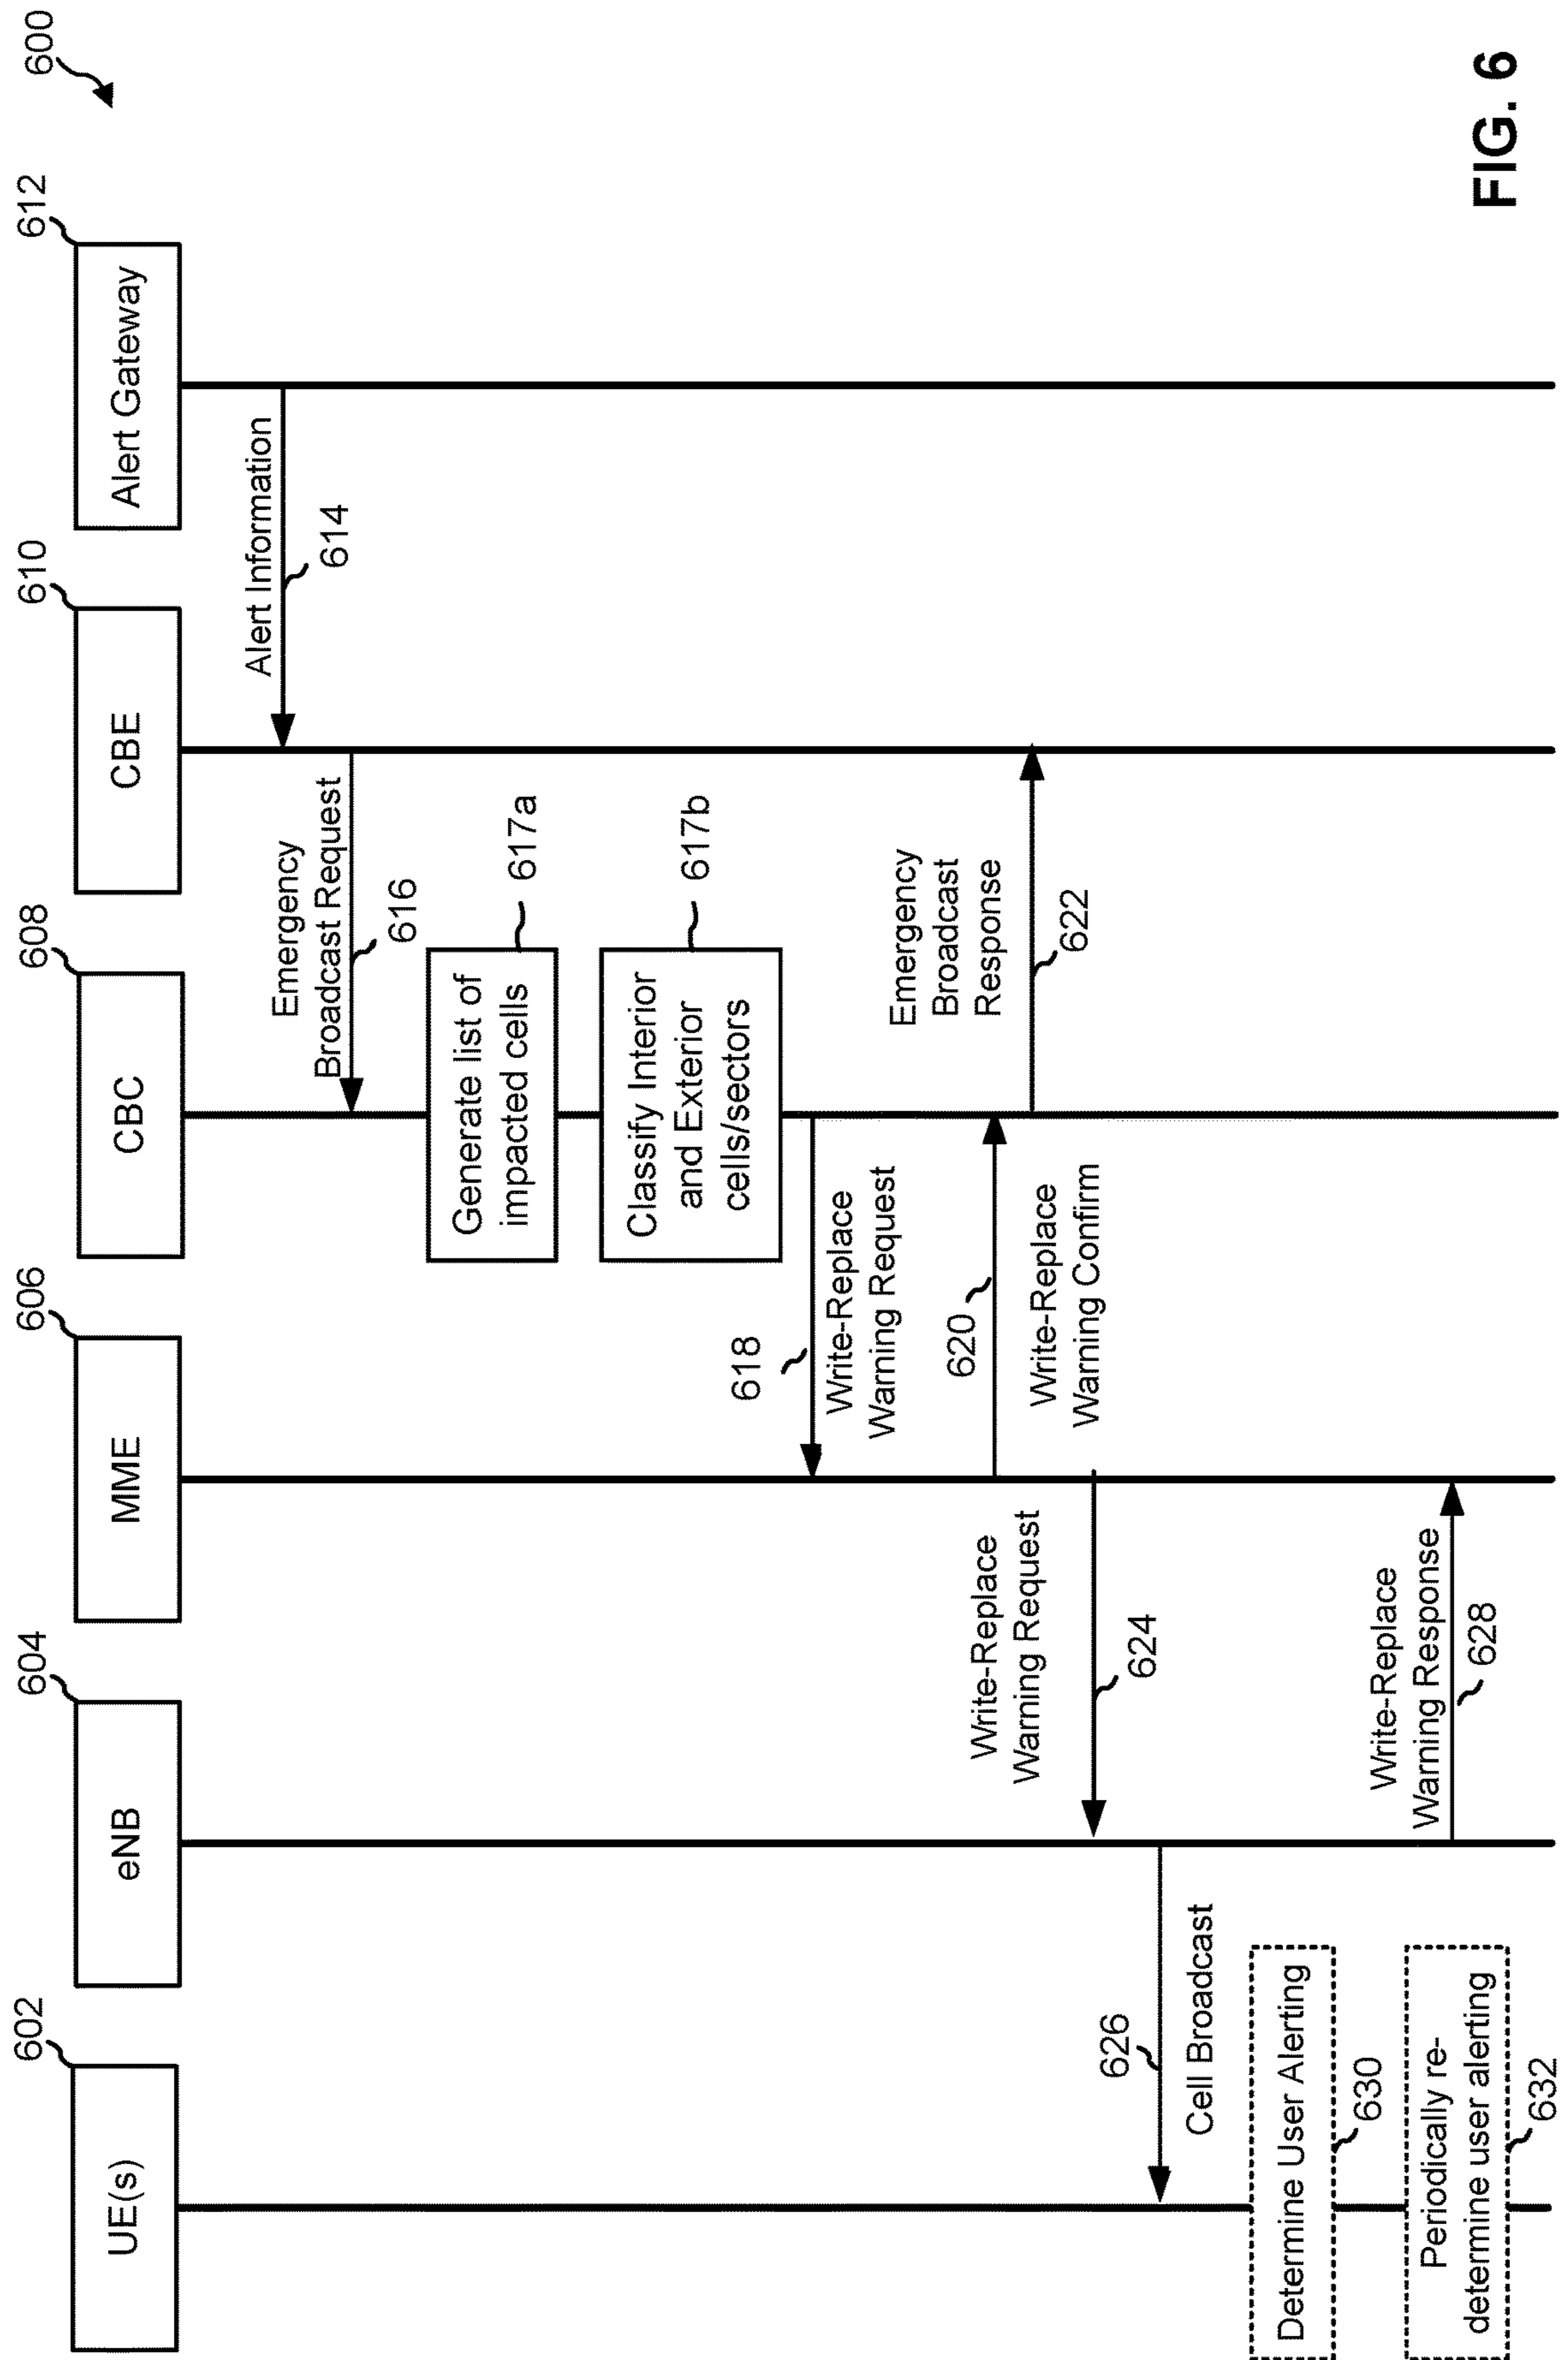 600
602
604
606
608
610
612
UE(s)
eNB
MME
CBC
CBE
Alert Gateway
Alert Information
614
Emergency
Broadcast Request
616
Generate list of
impacted cells
617a
Classify Interior
and Exterior
cells/sectors
617b
618
Write-Replace
Warning Request
620
Write-Replace
Warning Confirm
Emergency
Broadcast
Response
622
Write-Replace
Warning Request
624
626
Cell Broadcast
Determine User Alerting
630
Write-Replace
Warning Response
628
Periodically re-
determine user alerting
632
FIG. 6